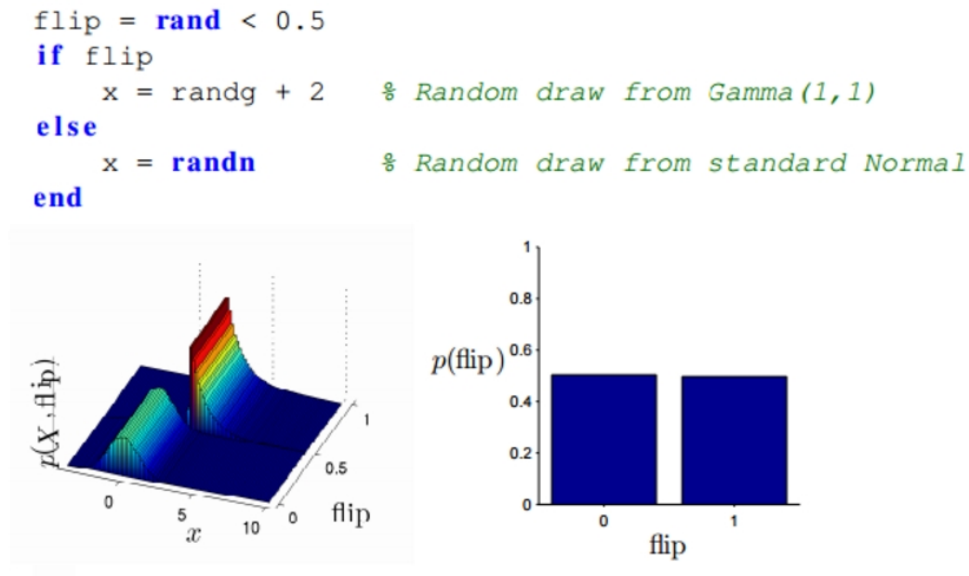 flip = rand < 0.5
if flip
x = randg + 2 % Random draw from Gamma(1,1)
else
x = randn % Random draw from standard Normal
end
p(X,flip)
0
5
10
x
0
0.5
1
flip
1
0.8
0.6
0.4
0.2
0
p(flip)
0 1
flip